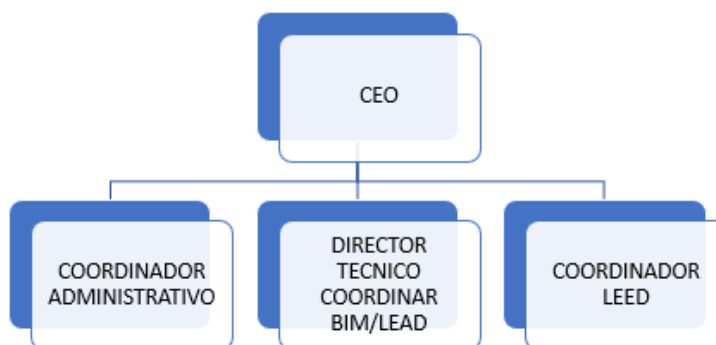 CEO
COORDINADOR
ADMINISTRATIVO
DIRECTOR
TECNICO
COORDINAR
BIM/LEAD
COORDINADOR
LEED